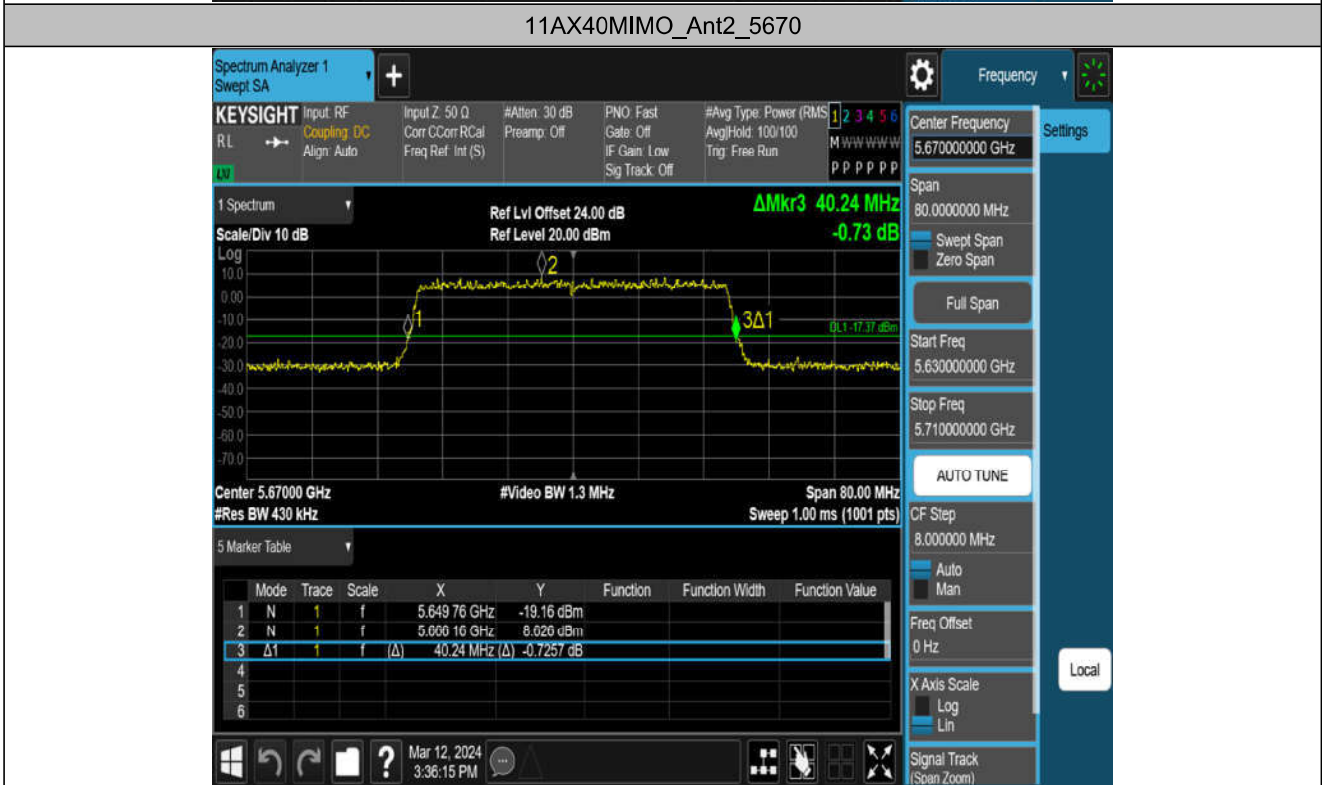 11AX40MIMO_Ant2_5670
Spectrum Analyzer 1
Swept SA
+
Frequency
KEYSIGHT
RL
LXI
Input: RF
Coupling: DC
Align: Auto
Input Z: 50 Ω
Corr CCorr RCal
Freq Ref: Int (S)
#Atten: 30 dB
Preamp: Off
PNO: Fast
Gate: Off
IF Gain: Low
Sig Track: Off
#Avg Type: Power (RMS
Avg|Hold: 100/100
Trig: Free Run
1 2 3 4 5 6
M W W W W W
P P P P P P
Center Frequency
5.670000000 GHz
Settings
Span
80.0000000 MHz
Swept Span
Zero Span
Full Span
Start Freq
5.630000000 GHz
Stop Freq
5.710000000 GHz
AUTO TUNE
CF Step
8.000000 MHz
Auto
Man
Freq Offset
0 Hz
X Axis Scale
Log
Lin
Signal Track
(Span Zoom)
Local
1 Spectrum
Scale/Div 10 dB
Ref Lvl Offset 24.00 dB
Ref Level 20.00 dBm
ΔMkr3 40.24 MHz
-0.73 dB
Log
10.0
0.00
-10.0
-20.0
-30.0
-40.0
-50.0
-60.0
-70.0
1
2
3Δ1
DL1 -17.37 dBm
Center 5.67000 GHz
#Res BW 430 kHz
#Video BW 1.3 MHz
Span 80.00 MHz
Sweep 1.00 ms (1001 pts)
5 Marker Table
Mode Trace Scale X Y Function Function Width Function Value
1 N 1 f 5.649 76 GHz -19.16 dBm
2 N 1 f 5.666 16 GHz 8.626 dBm
3 Δ1 1 f (Δ) 40.24 MHz (Δ) -0.7257 dB
4
5
6
?
Mar 12, 2024
3:36:15 PM